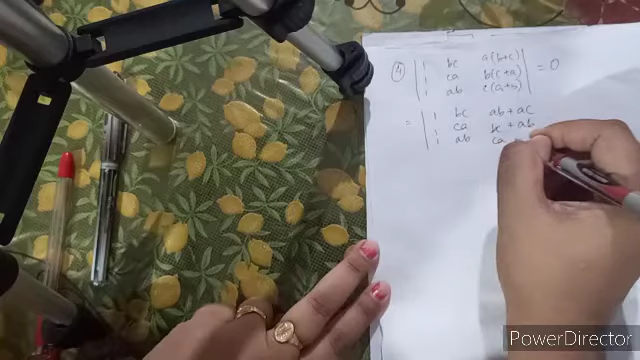 ④ | 1 bc a(b+c) |
| 1 ca b(c+a) | = 0
| 1 ab c(a+b) |
= | 1 bc ab + ac
| 1 ca bc + ab
| 1 ab ca
PowerDirector